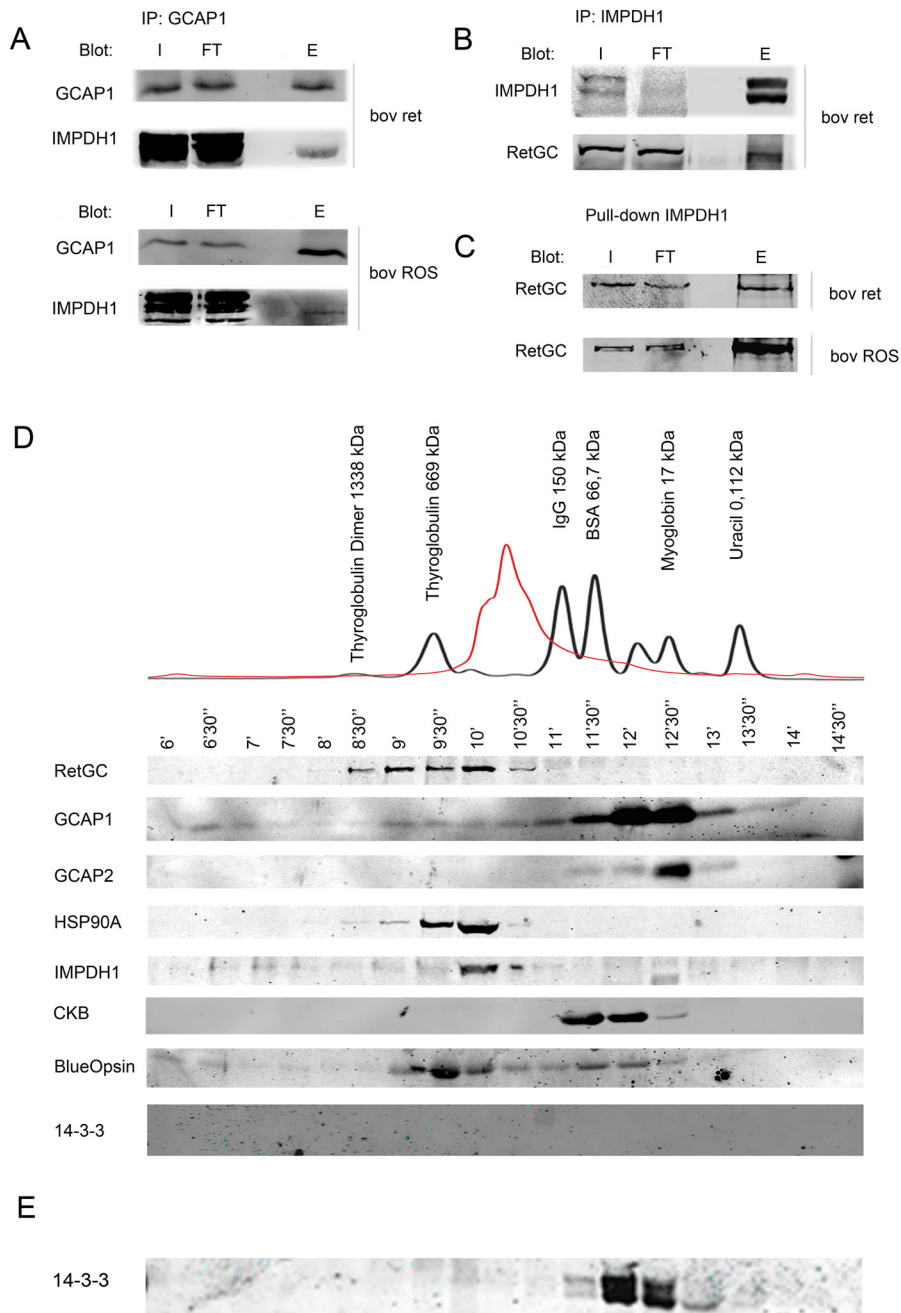 A
IP: GCAP1
Blot: I FT E
GCAP1
IMPDH1
bov ret
Blot: I FT E
GCAP1
IMPDH1
bov ROS
B
IP: IMPDH1
Blot: I FT E
IMPDH1
RetGC
bov ret
C
Pull-down IMPDH1
Blot: I FT E
RetGC
bov ret
RetGC
bov ROS
D
Thyroglobulin Dimer 1338 kDa
Thyroglobulin 669 kDa
IgG 150 kDa
BSA 66,7 kDa
Myoglobin 17 kDa
Uracil 0,112 kDa
6' 6'30'' 7' 7'30'' 8' 8'30'' 9' 9'30'' 10' 10'30'' 11' 11'30'' 12' 12'30'' 13' 13'30'' 14' 14'30''
RetGC
GCAP1
GCAP2
HSP90A
IMPDH1
CKB
BlueOpsin
14-3-3
E
14-3-3